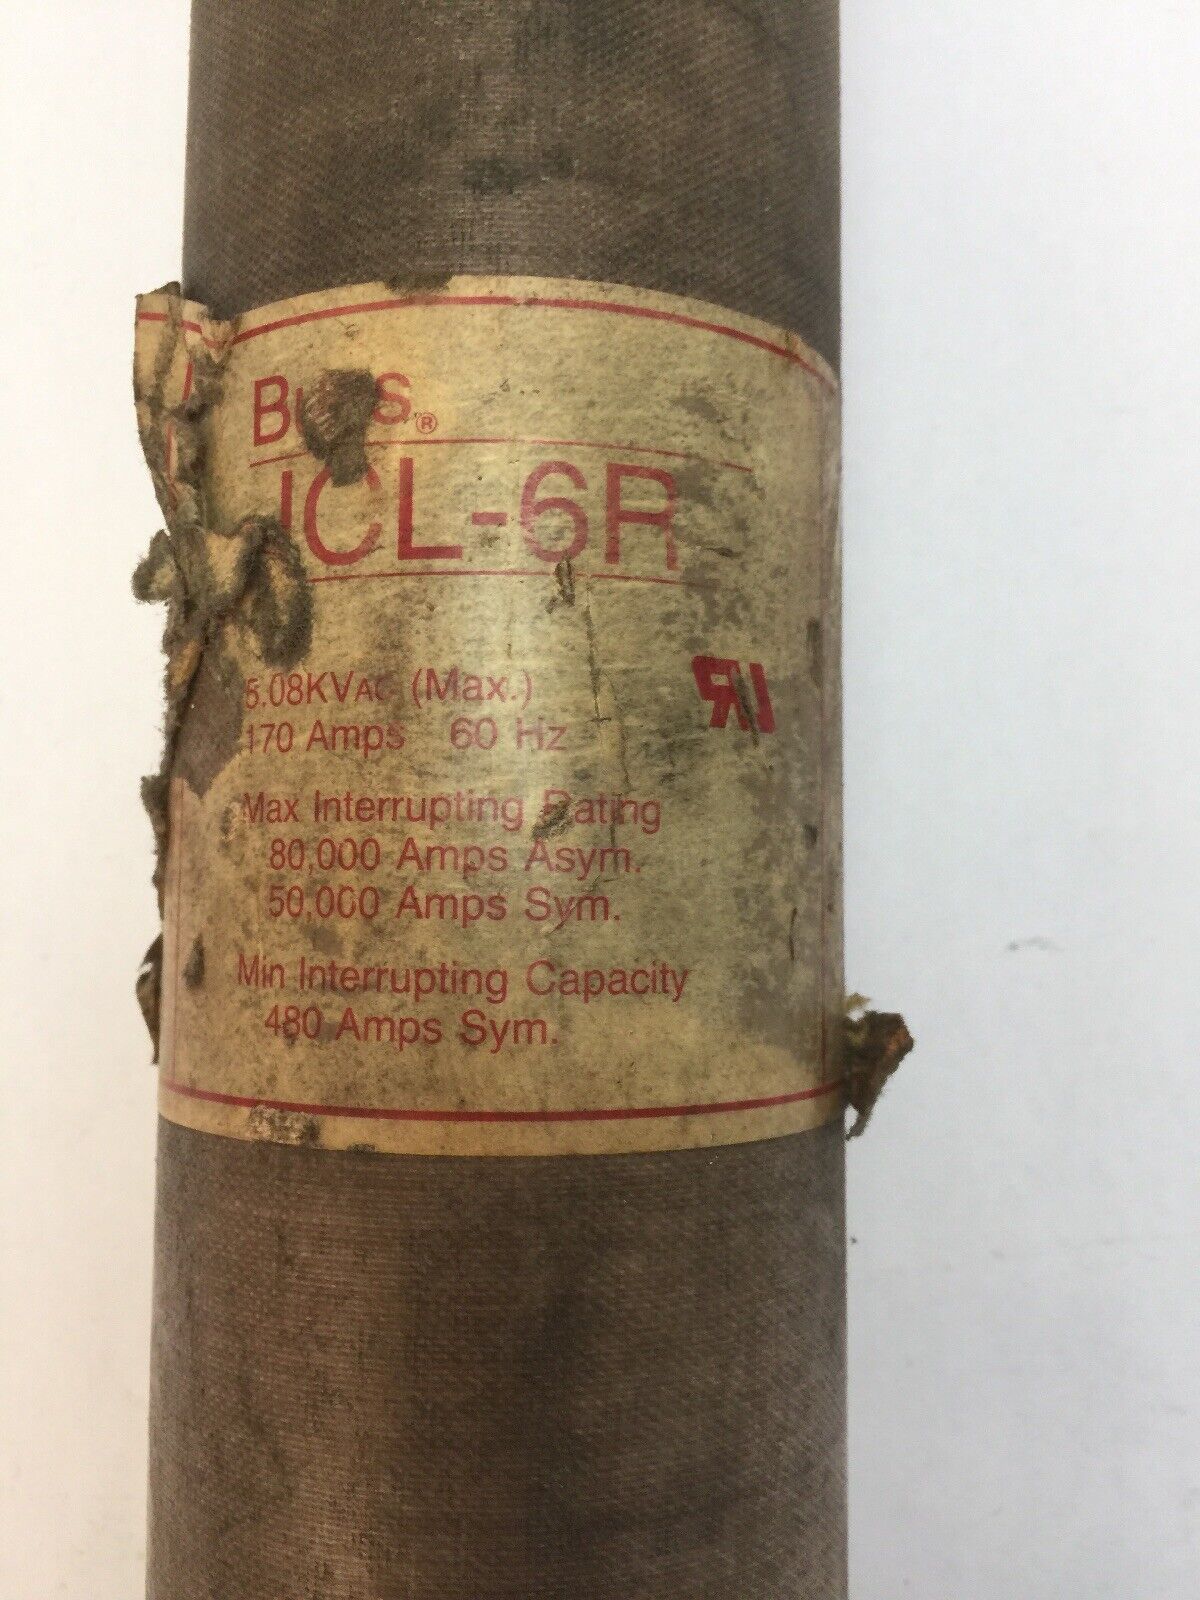 Buss®
JCL-6R
5.08KVAC (Max.)
170 Amps 60 Hz
Max Interrupting Rating
80,000 Amps Asym.
50,000 Amps Sym.
Min Interrupting Capacity
480 Amps Sym.